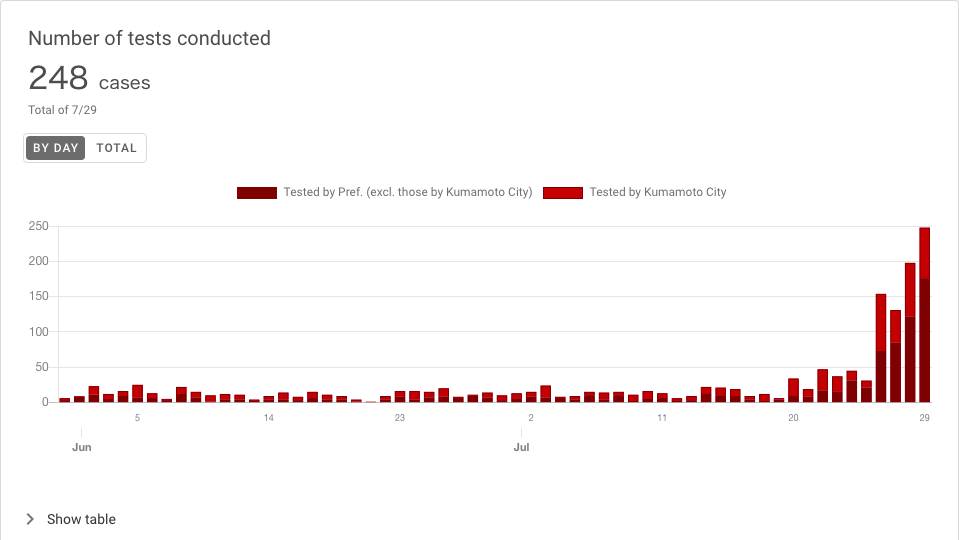 Number of tests conducted
248 cases
Total of 7/29
BY DAY TOTAL
Tested by Pref. (excl. those by Kumamoto City) Tested by Kumamoto City
250
200
150
100
50
0
5 14 23 2 11 20 29
Jun Jul
Show table